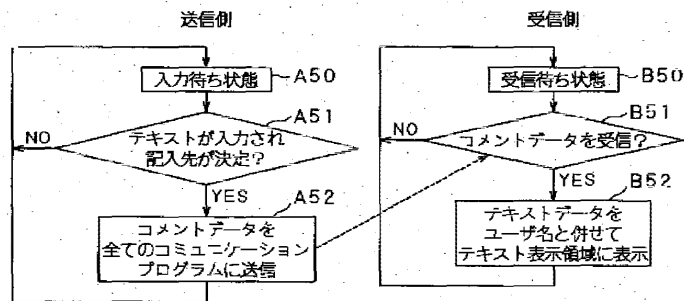 送信側
入力待ち状態
A50
A51
テキストが入力され
記入先が決定?
NO
YES
A52
コメントデータを
全てのコミュニケーション
プログラムに送信
受信側
受信待ち状態
B50
B51
コメントデータを受信?
NO
YES
B52
テキストデータを
ユーザ名と併せて
テキスト表示領域に表示